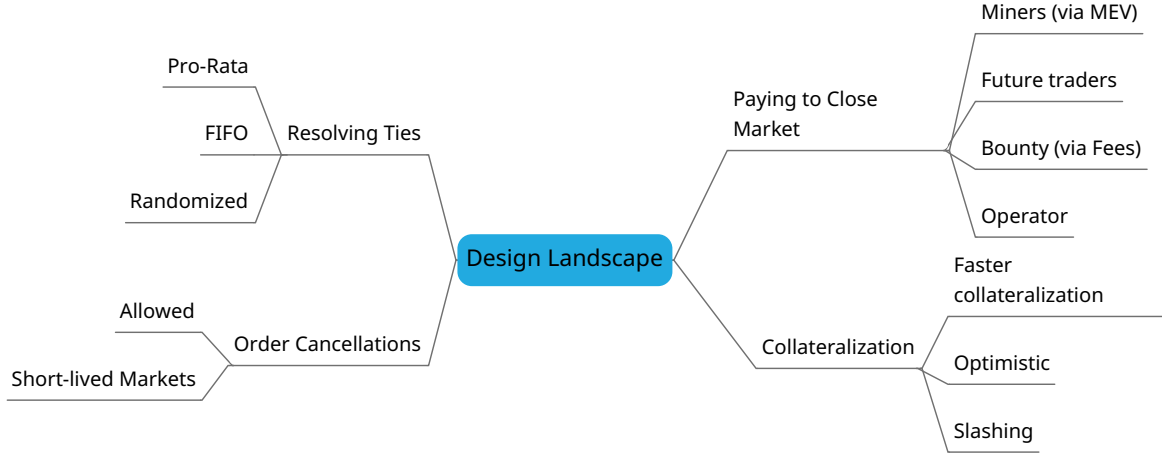 Design Landscape
Resolving Ties
Pro-Rata
FIFO
Randomized
Order Cancellations
Allowed
Short-lived Markets
Paying to Close
Market
Miners (via MEV)
Future traders
Bounty (via Fees)
Operator
Collateralization
Faster
collateralization
Optimistic
Slashing